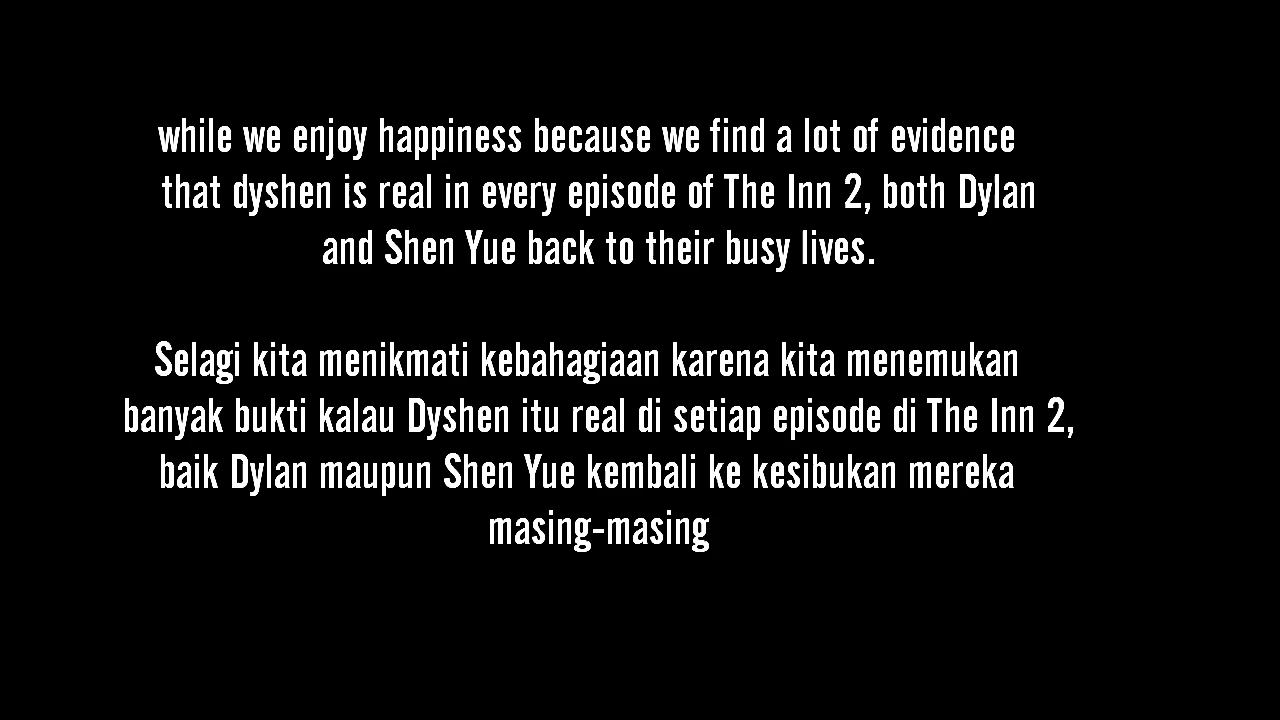 while we enjoy happiness because we find a lot of evidence
that dyshen is real in every episode of The Inn 2, both Dylan
and Shen Yue back to their busy lives.
Selagi kita menikmati kebahagiaan karena kita menemukan
banyak bukti kalau Dyshen itu real di setiap episode di The Inn 2,
baik Dylan maupun Shen Yue kembali ke kesibukan mereka
masing-masing